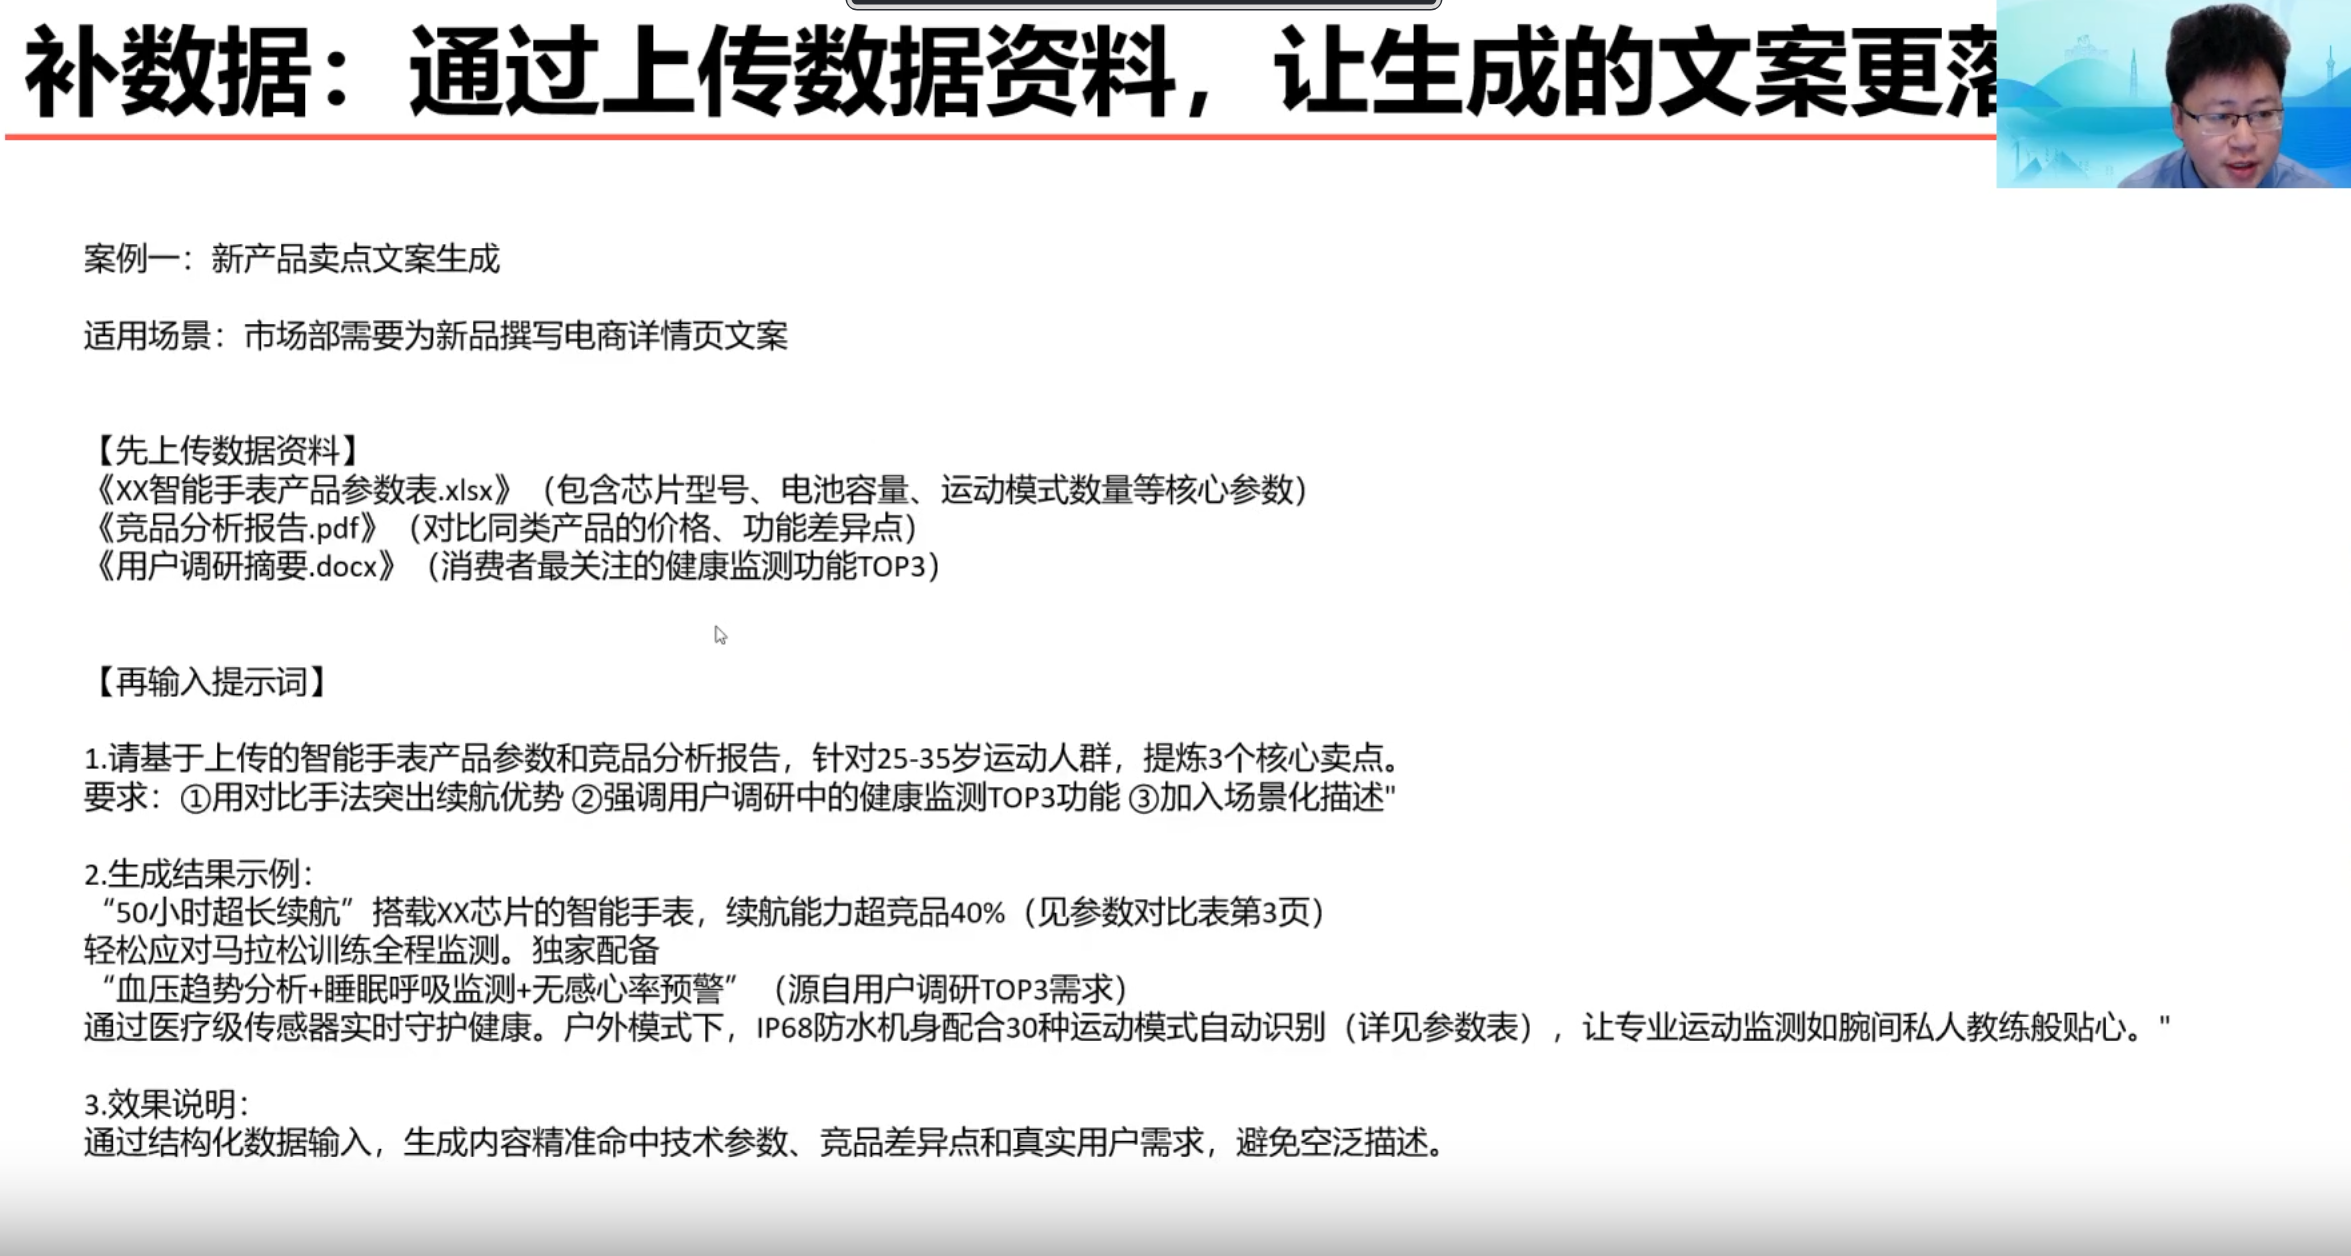 补数据：通过上传数据资料，让生成的文案更
案例一：新产品卖点文案生成
适用场景：市场部需要为新品撰写电商详情页文案
【先上传数据资料】
《XX智能手表产品参数表.xlsx》（包含芯片型号、电池容量、运动模式数量等核心参数）
《竞品分析报告.pdf》（对比同类产品的价格、功能差异点）
《用户调研摘要.docx》（消费者最关注的健康监测功能TOP3）
【再输入提示词】
1.请基于上传的智能手表产品参数和竞品分析报告，针对25-35岁运动人群，提炼3个核心卖点。
要求：①用对比手法突出续航优势 ②强调用户调研中的健康监测TOP3功能 ③加入场景化描述"
2.生成结果示例：
“50小时超长续航”搭载XX芯片的智能手表，续航能力超竞品40%（见参数对比表第3页）
轻松应对马拉松训练全程监测。独家配备
“血压趋势分析+睡眠呼吸监测+无感心率预警”（源自用户调研TOP3需求）
通过医疗级传感器实时守护健康。户外模式下，IP68防水机身配合30种运动模式自动识别（详见参数表），让专业运动监测如腕间私人教练般贴心。"
3.效果说明：
通过结构化数据输入，生成内容精准命中技术参数、竞品差异点和真实用户需求，避免空泛描述。